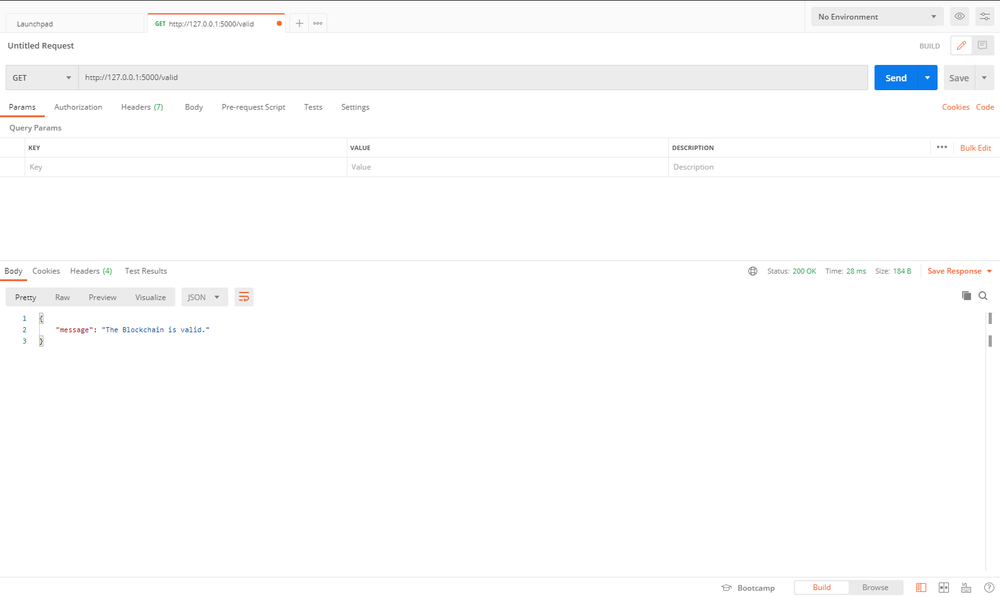 Launchpad
GET http://127.0.0.1:5000/valid
No Environment
Untitled Request
BUILD
GET
http://127.0.0.1:5000/valid
Send
Save
Params Authorization Headers (7) Body Pre-request Script Tests Settings
Cookies Code
Query Params
KEY VALUE DESCRIPTION
Bulk Edit
Key Value Description
Body Cookies Headers (4) Test Results
Status: 200 OK Time: 28 ms Size: 184 B
Save Response
Pretty Raw Preview Visualize JSON
1 {
2 "message": "The Blockchain is valid."
3 }
Bootcamp Build Browse